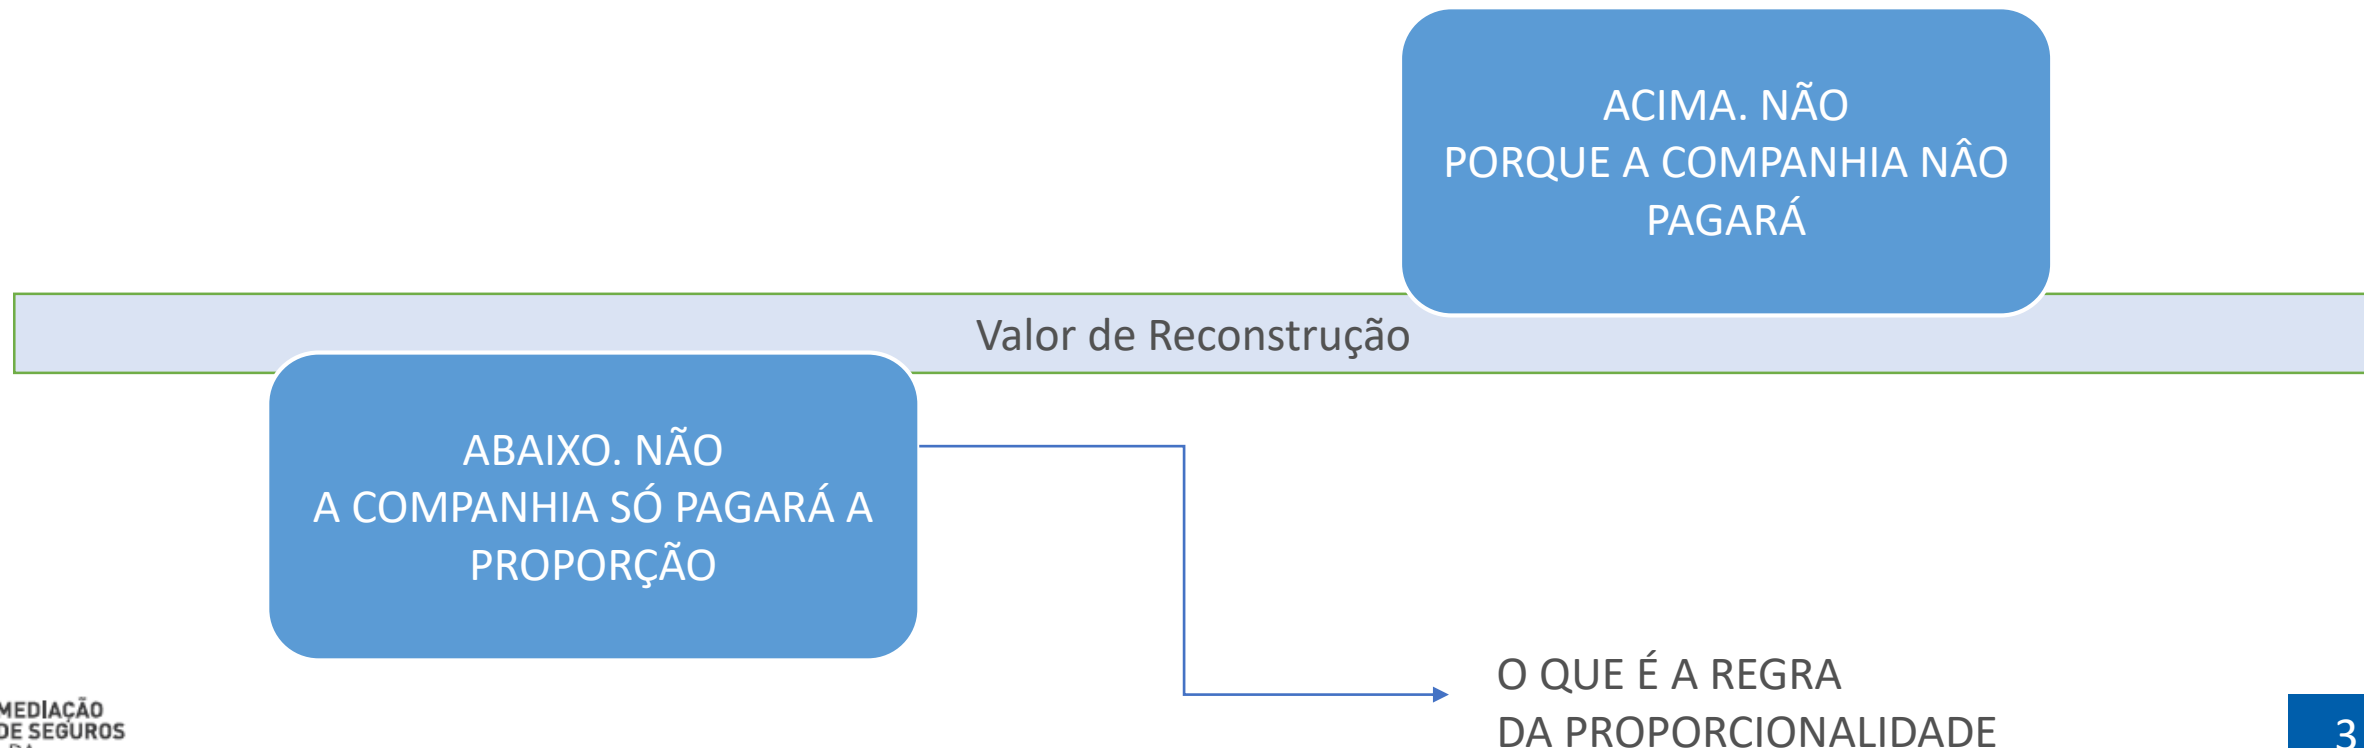 ACIMA. NÃO
PORQUE A COMPANHIA NÂO
PAGARÁ
Valor de Reconstrução
ABAIXO. NÃO
A COMPANHIA SÓ PAGARÁ A
PROPORÇÃO
O QUE É A REGRA
DA PROPORCIONALIDADE
MEDIAÇÃO
DE SEGUROS
3